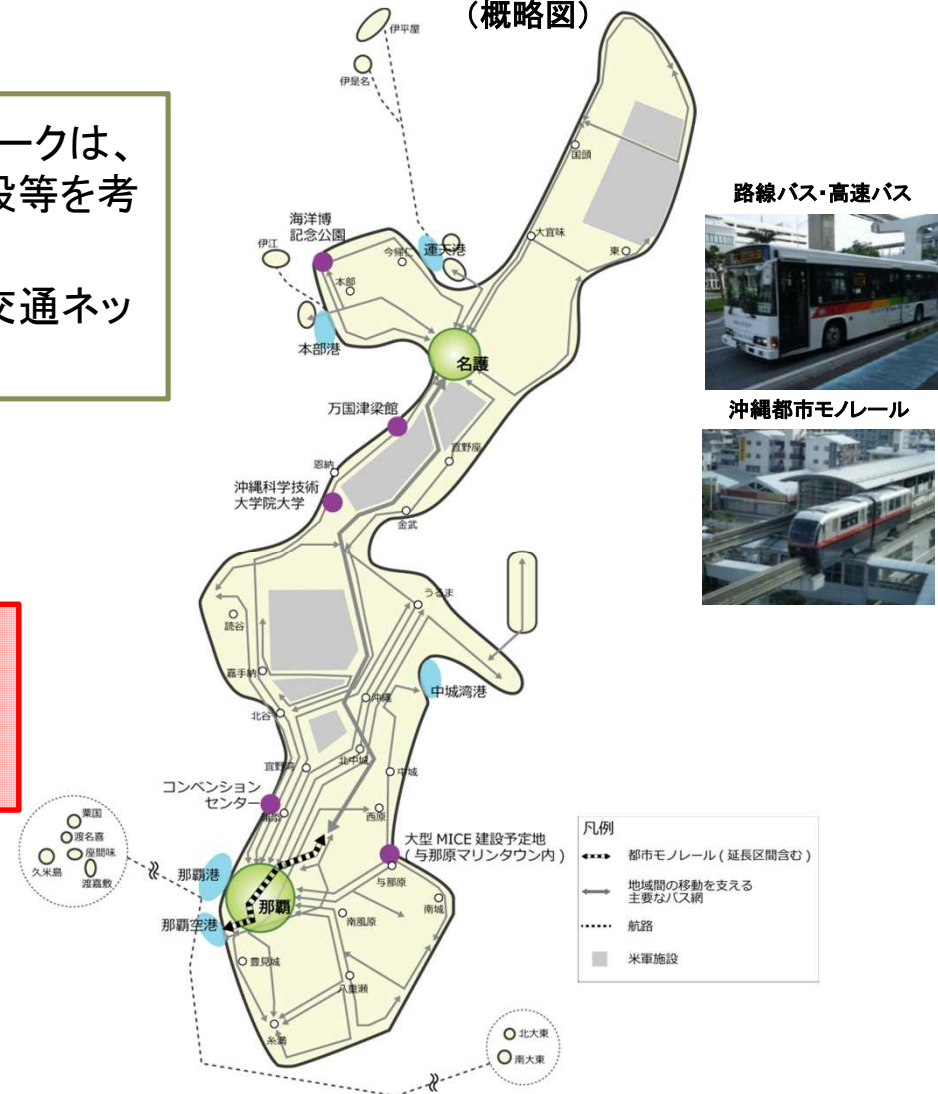 （概略図）
ークは、
设等を考
交通ネッ
路線バス・高速バス
沖縄都市モノレール
伊平屋
伊是名
国頭
海洋博
記念公園
伊江
今帰仁
運天港
大宜味
東
本部
本部港
名護
万国津梁館
宜野座
恩納
沖縄科学技術
大学院大学
金武
うるま
読谷
嘉手納
中城湾港
沖縄
北谷
北中城
宜野湾
中城
コンベンション
センター
浦添
西原
大型 MICE 建設予定地
( 与那原マリンタウン内 )
与那原
粟国
渡名喜
座間味
久米島
渡嘉敷
那覇港
那覇
那覇空港
南風原
南城
豊見城
八重瀬
糸満
北大東
南大東
凡例
都市モノレール ( 延長区間含む )
地域間の移動を支える
主要なバス網
航路
米軍施設